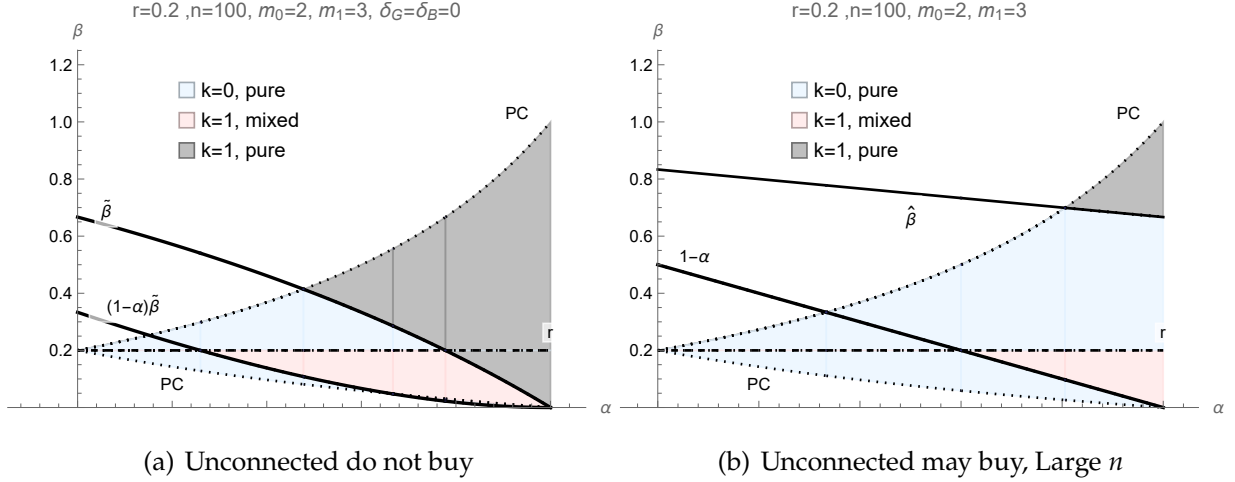 r=0.2 ,n=100, m₀=2, m₁=3, δ_G=δ_B=0
β
1.2
1.0
0.8
0.6
0.4
0.2
k=0, pure
k=1, mixed
k=1, pure
PC
β̃
(1-α)β̃
r
PC
α
(a) Unconnected do not buy
r=0.2 ,n=100, m₀=2, m₁=3
β
1.2
1.0
0.8
0.6
0.4
0.2
k=0, pure
k=1, mixed
k=1, pure
PC
β̂
1-α
r
PC
α
(b) Unconnected may buy, Large n